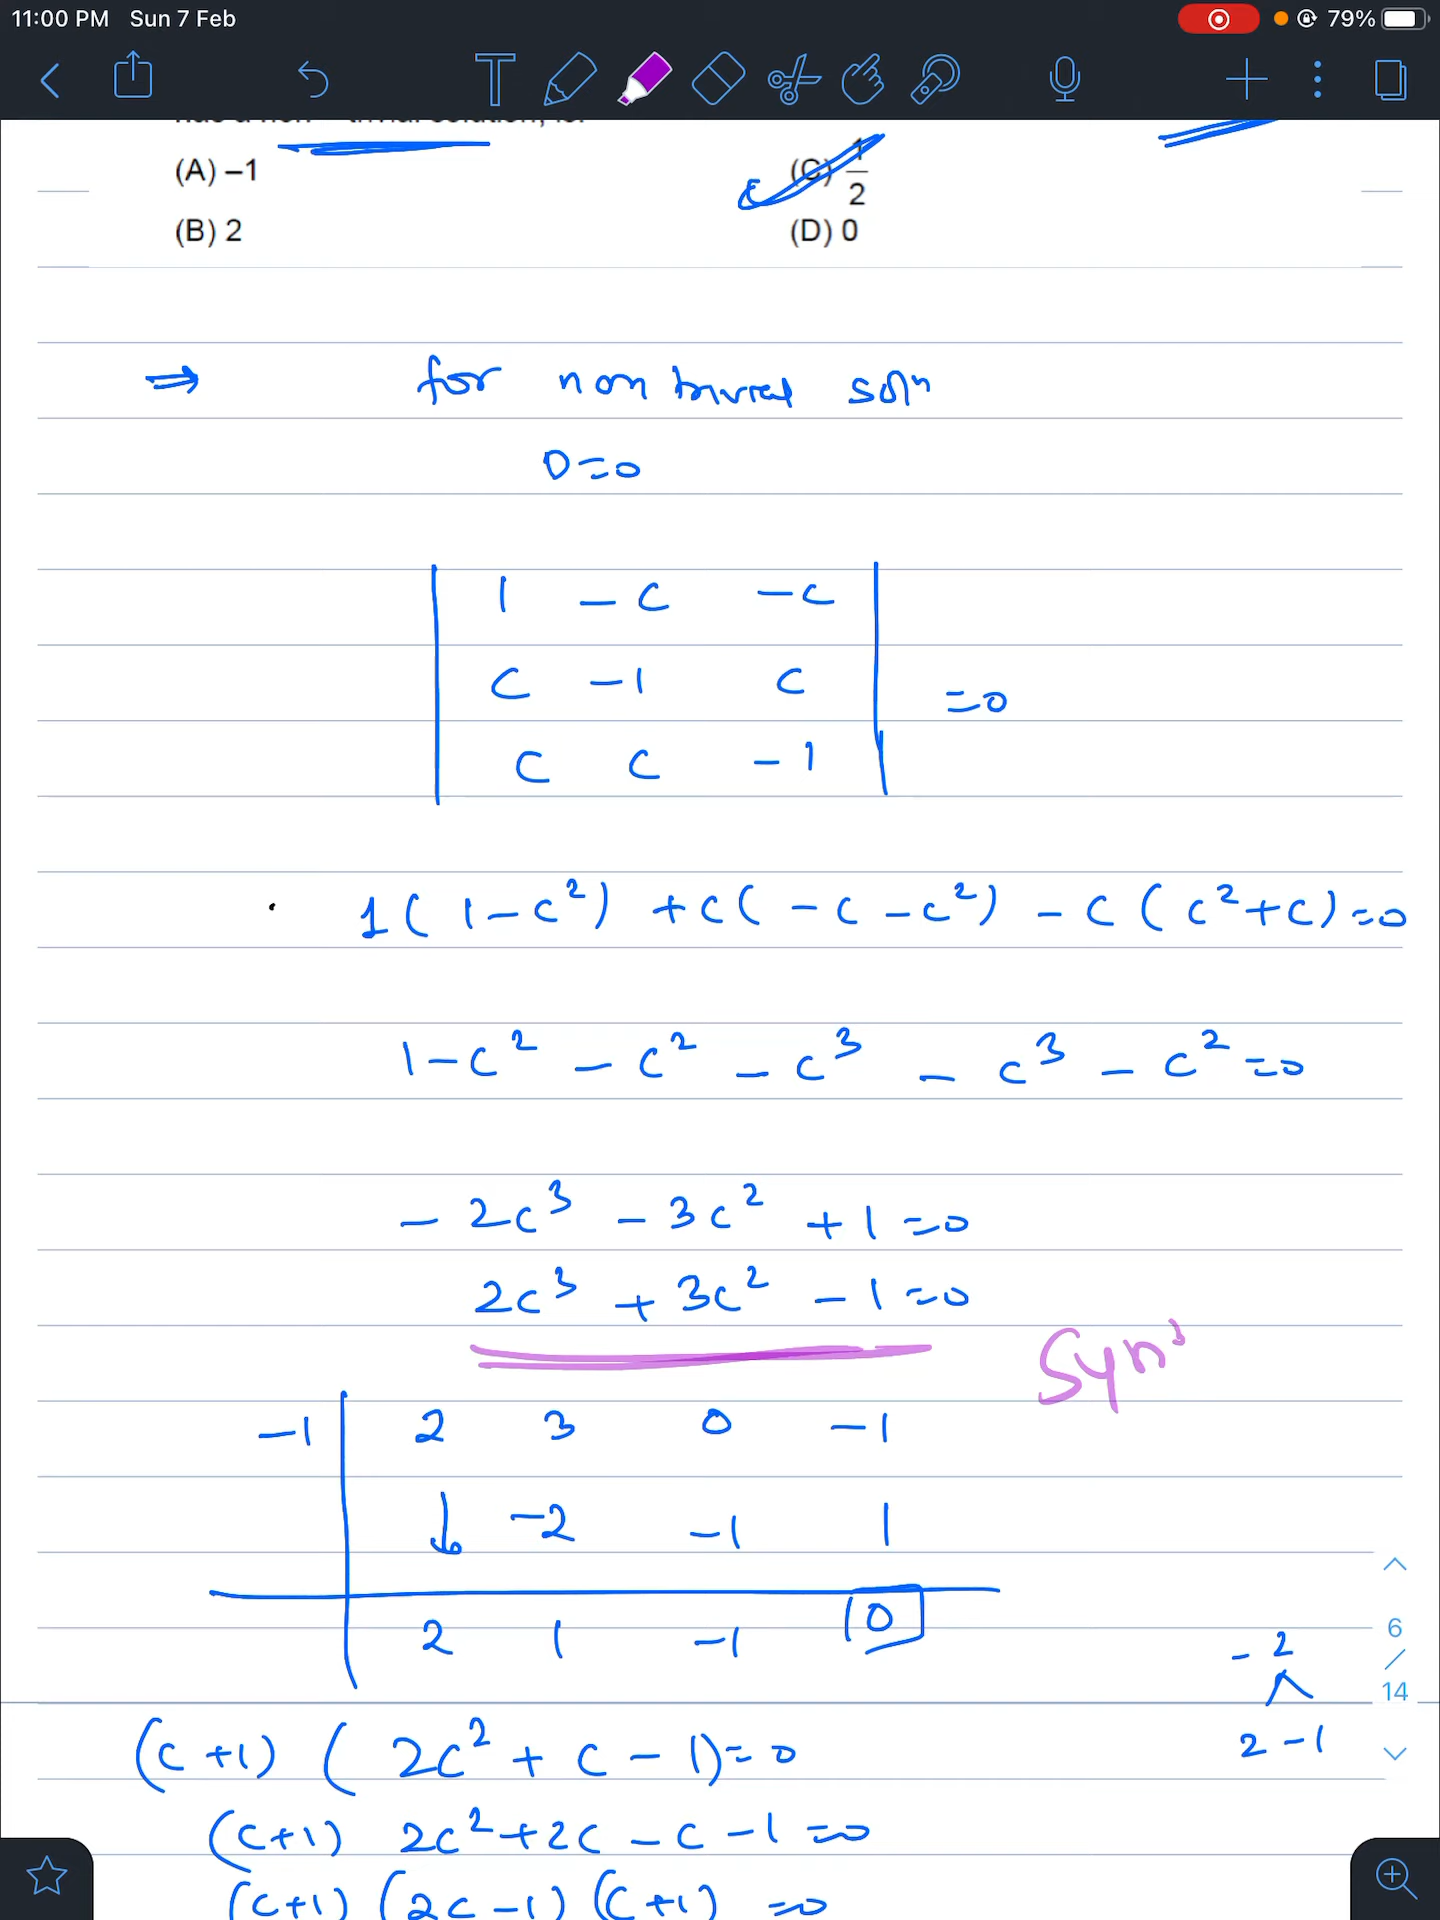 11:00 PM Sun 7 Feb 79%
(A) –1
(C) 1/2
(B) 2
(D) 0
⇒ for non trivial solⁿ
D=0
| 1 -c -c |
| c -1 c | =0
| c c -1 |
1(1-c²) +c(-c-c²) -c(c²+c)=0
1-c² - c² - c³ - c³ - c²=0
- 2c³ - 3c² +1=0
2c³ + 3c² - 1=0
Syn
-1 | 2 3 0 -1
↓ -2 -1 1
2 1 -1 0
6
/
14
- 2
2 -1
(c+1) ( 2c² + c - 1)=0
(c+1) 2c²+2c - c -1=0
(c+1) (2c-1) (c+1) =0